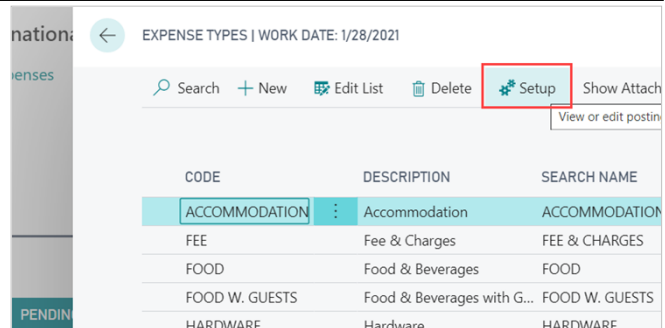 nationa
EXPENSE TYPES | WORK DATE: 1/28/2021
penses
Search New Edit List Delete Setup Show Attach
View or edit postin
CODE DESCRIPTION SEARCH NAME
ACCOMMODATION Accommodation ACCOMMODATION
FEE Fee & Charges FEE & CHARGES
FOOD Food & Beverages FOOD
FOOD W. GUESTS Food & Beverages with G... FOOD W. GUESTS
PENDING
HARDWARE Hardware HARDWARE